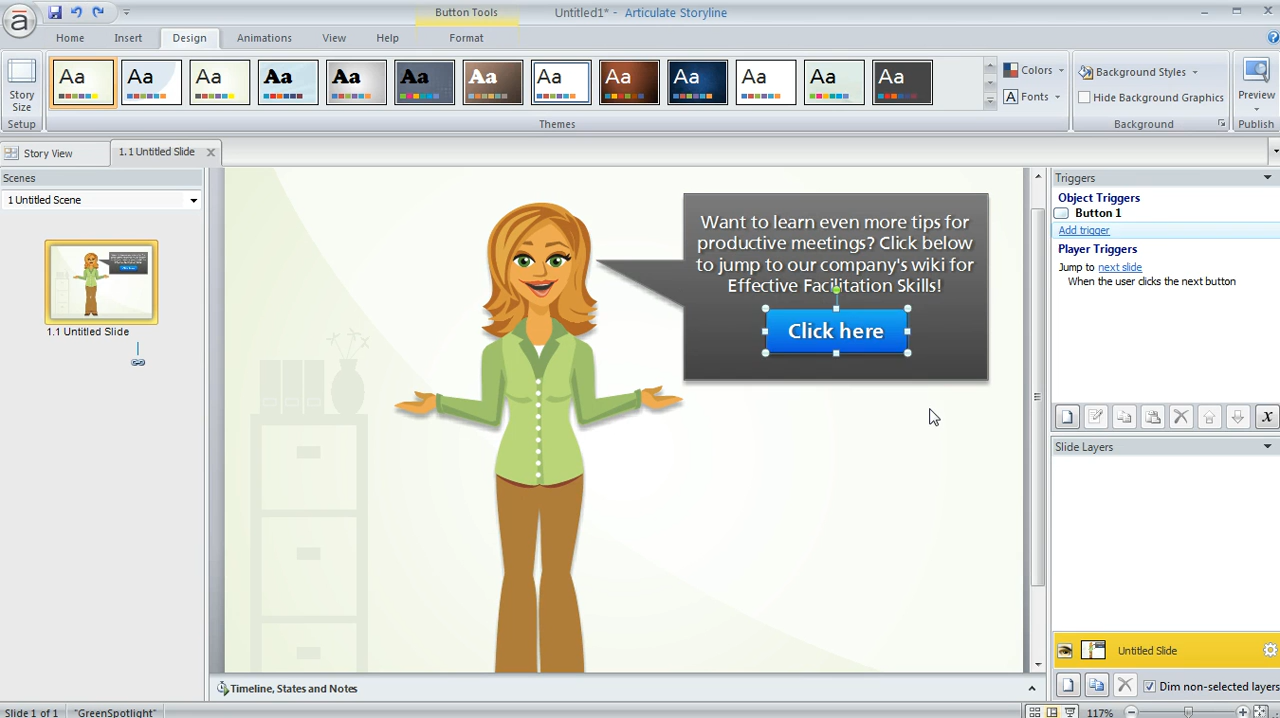 Button Tools
Untitled1* - Articulate Storyline
Home Insert Design Animations View Help Format
Story
Size
Aa Aa Aa Aa Aa Aa Aa Aa Aa Aa Aa Aa Aa
Colors
Fonts
Background Styles
Hide Background Graphics
Preview
Setup Themes Background Publish
Story View
1.1 Untitled Slide
Scenes
1 Untitled Scene
1.1 Untitled Slide
Want to learn even more tips for
productive meetings? Click below
to jump to our company's wiki for
Effective Facilitation Skills!
Click here
Triggers
Object Triggers
Button 1
Add trigger
Player Triggers
Jump to next slide
When the user clicks the next button
Slide Layers
Untitled Slide
Dim non-selected layers
Timeline, States and Notes
Slide 1 of 1 "GreenSpotlight" 117%